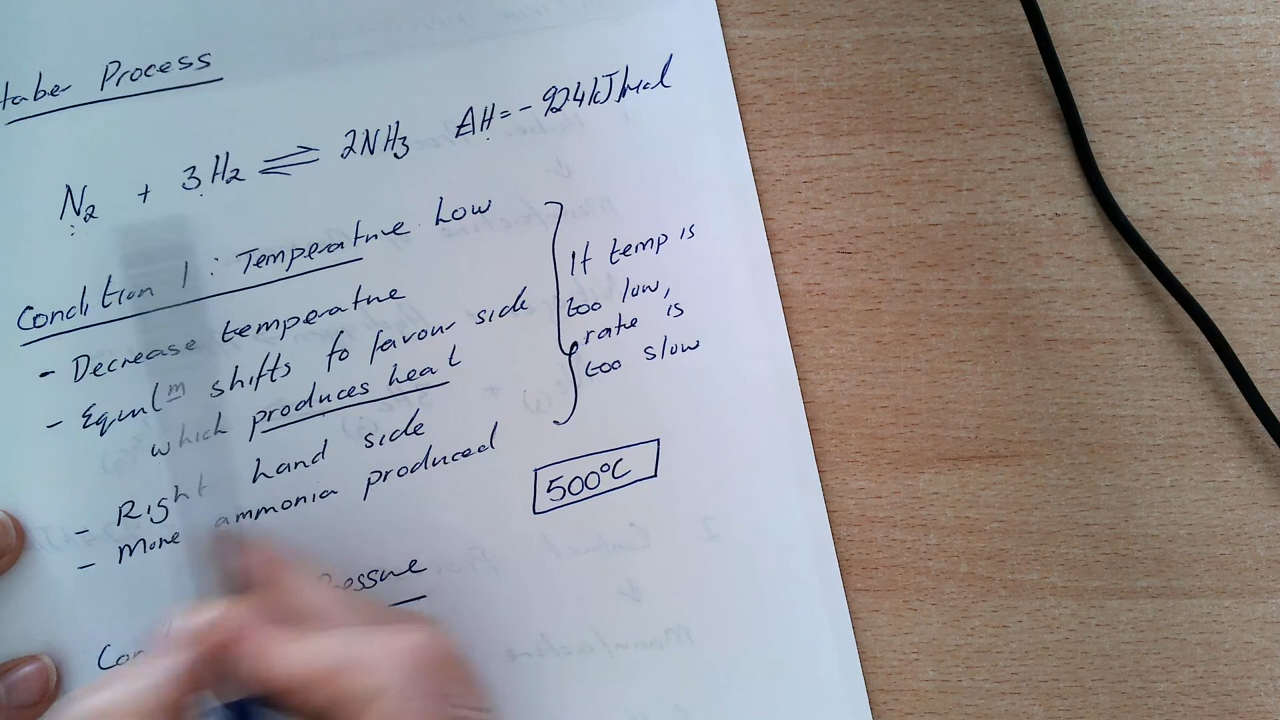 Haber Process
N2 + 3H2 ⇌ 2NH3 ΔH = - 92.4kJ/mol
Condition 1 : Temperature Low
- Decrease temperature
- Equil m shifts to favour side
which produces heat
- Right hand side
- More ammonia produced
If temp is
too low,
rate is
too slow
500°C
Pressure